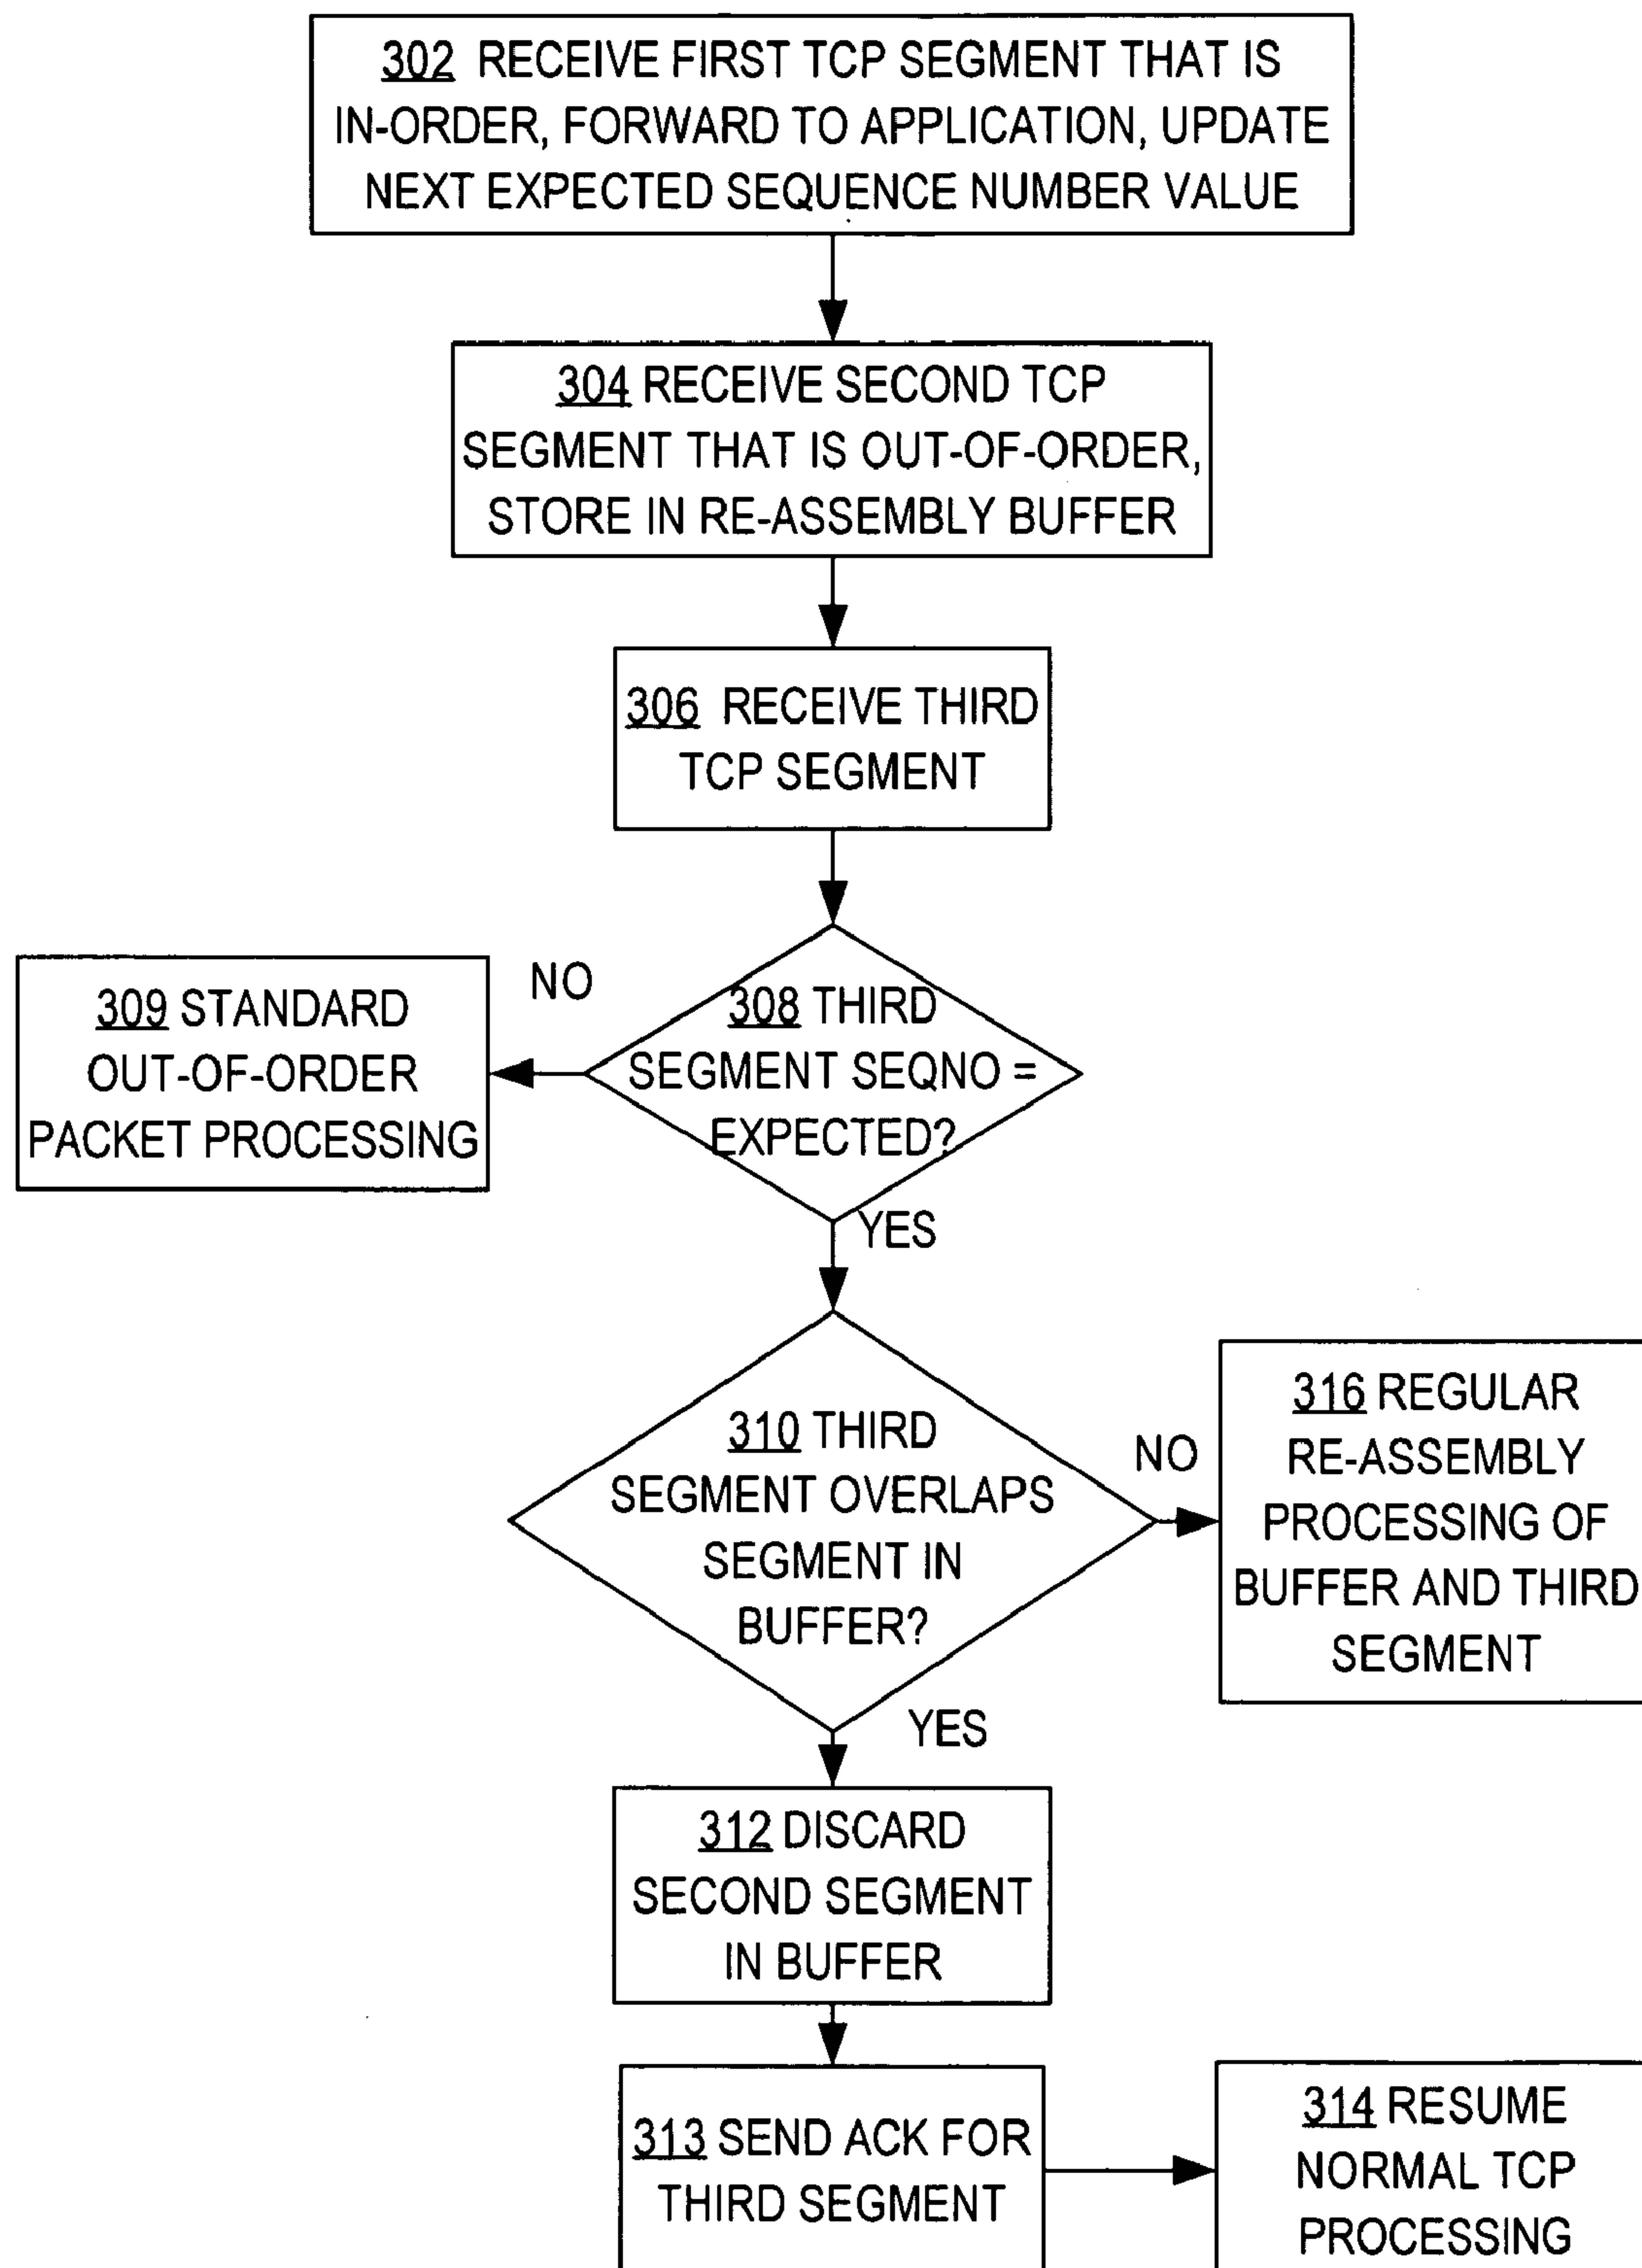 302 RECEIVE FIRST TCP SEGMENT THAT IS
IN-ORDER, FORWARD TO APPLICATION, UPDATE
NEXT EXPECTED SEQUENCE NUMBER VALUE
304 RECEIVE SECOND TCP
SEGMENT THAT IS OUT-OF-ORDER,
STORE IN RE-ASSEMBLY BUFFER
306 RECEIVE THIRD
TCP SEGMENT
308 THIRD
SEGMENT SEQNO =
EXPECTED?
NO
309 STANDARD
OUT-OF-ORDER
PACKET PROCESSING
YES
310 THIRD
SEGMENT OVERLAPS
SEGMENT IN
BUFFER?
NO
316 REGULAR
RE-ASSEMBLY
PROCESSING OF
BUFFER AND THIRD
SEGMENT
YES
312 DISCARD
SECOND SEGMENT
IN BUFFER
313 SEND ACK FOR
THIRD SEGMENT
314 RESUME
NORMAL TCP
PROCESSING